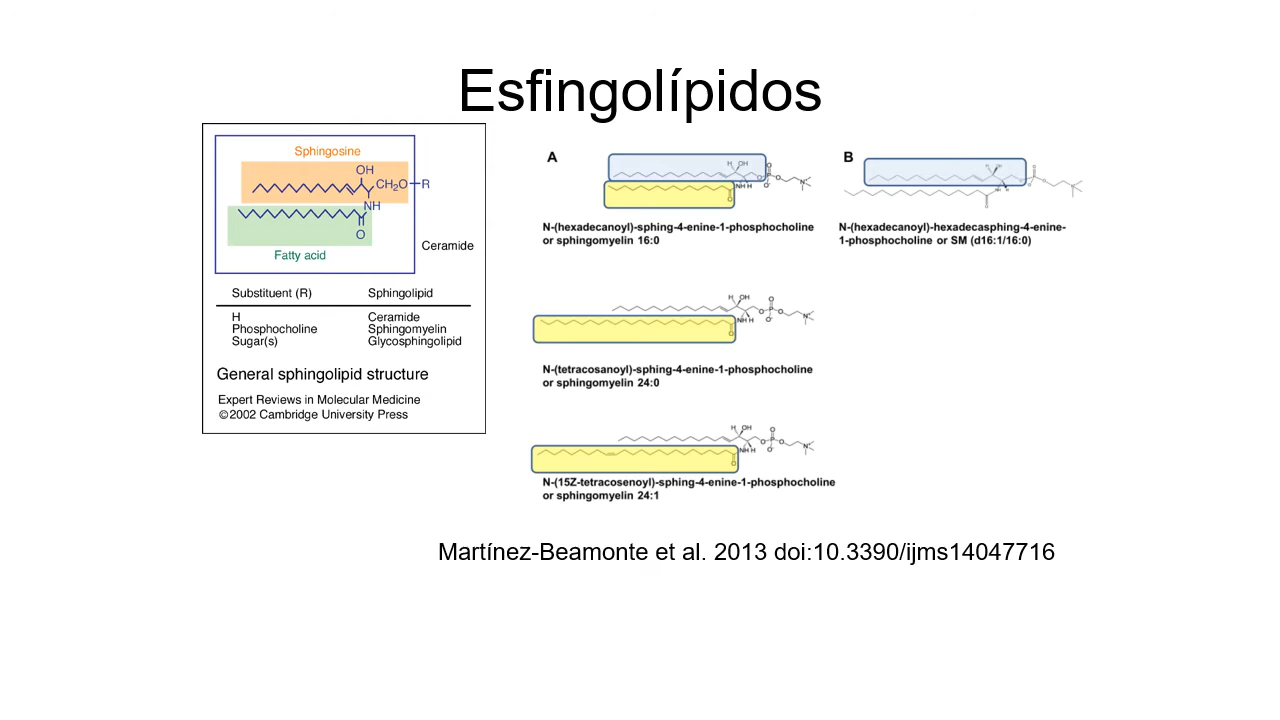 Esfingolípidos
Sphingosine
OH
CH2O R
NH
O
Fatty acid
Ceramide
Substituent (R) Sphingolipid
H Ceramide
Phosphocholine Sphingomyelin
Sugar(s) Glycosphingolipid
General sphingolipid structure
Expert Reviews in Molecular Medicine
©2002 Cambridge University Press
A
N-(hexadecanoyl)-sphing-4-enine-1-phosphocholine
or sphingomyelin 16:0
N-(tetracosanoyl)-sphing-4-enine-1-phosphocholine
or sphingomyelin 24:0
N-(15Z-tetracosenoyl)-sphing-4-enine-1-phosphocholine
or sphingomyelin 24:1
B
N-(hexadecanoyl)-hexadecasphing-4-enine-
1-phosphocholine or SM (d16:1/16:0)
Martínez-Beamonte et al. 2013 doi:10.3390/ijms14047716